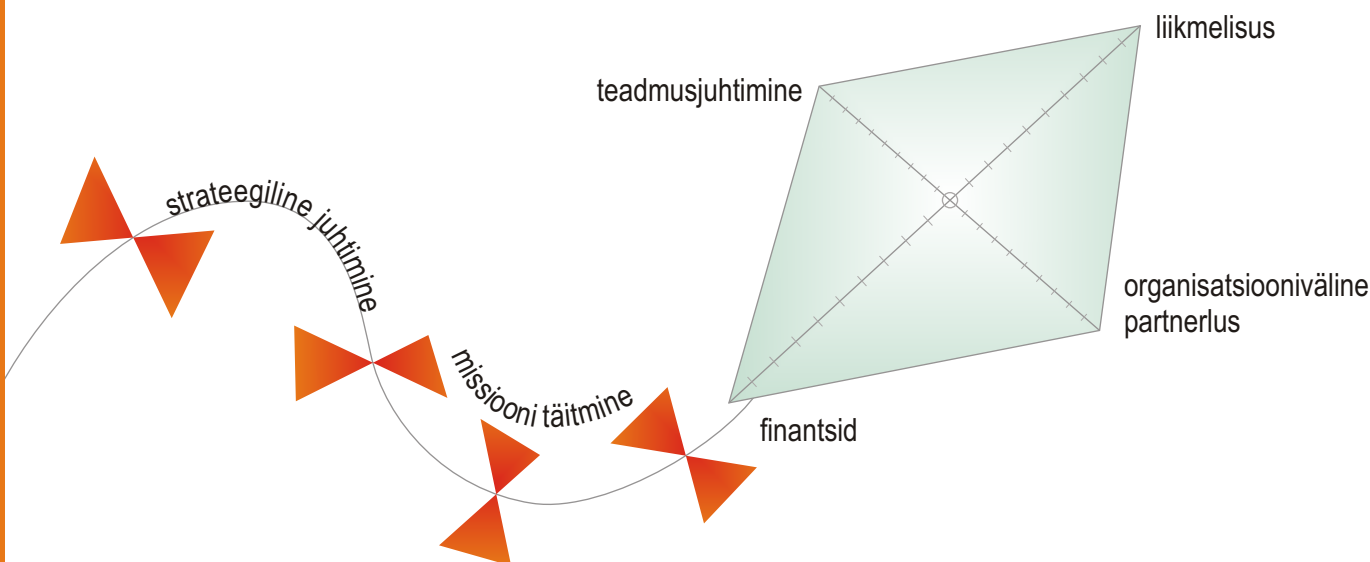 liikmelisus
teadmusjuhtimine
strateegiline juhtimine
organisatsiooniväline
partnerlus
missiooni täitmine
finantsid